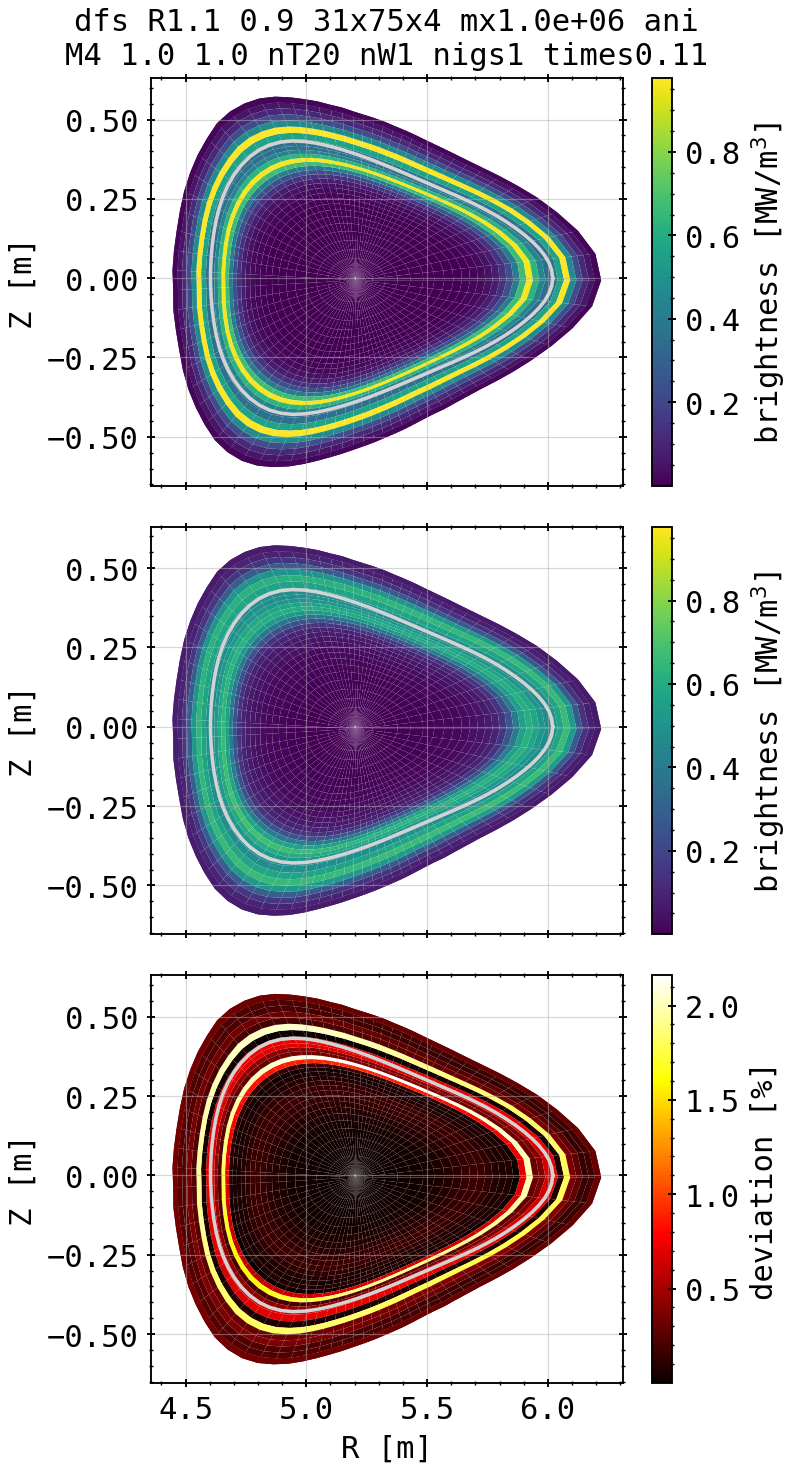 dfs R1.1 0.9 31x75x4 mx1.0e+06 ani
M4 1.0 1.0 nT20 nW1 nigs1 times0.11
0.50
0.25
0.00
−0.25
−0.50
Z [m]
0.8
0.6
0.4
0.2
brightness [MW/m³]
0.50
0.25
0.00
−0.25
−0.50
Z [m]
0.8
0.6
0.4
0.2
brightness [MW/m³]
0.50
0.25
0.00
−0.25
−0.50
Z [m]
2.0
1.5
1.0
0.5
deviation [%]
4.5 5.0 5.5 6.0
R [m]